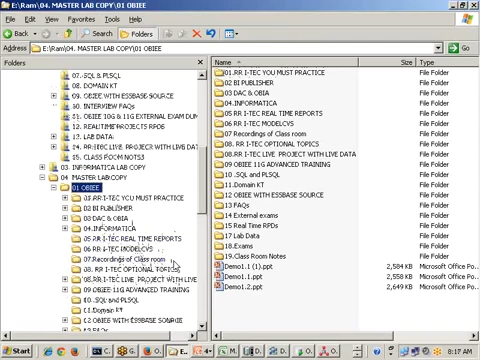 E:\Ram\04. MASTER LAB COPY\01 OBIEE
File Edit View Favorites Tools Help
Back Search Folders
Address E:\Ram\04. MASTER LAB COPY\01 OBIEE Go
Folders
07.-SQL & PLSQL
08. DOMAIN KT
09. OBIEE WITH ESSBASE SOURCE
10. INTERVIEW FAQs
11. OBIEE 10G & 11G EXTERNAL EXAM DUM
12. REALTIME PROJECTS RPDS
13. LAB DATA
14. RR ITEC LIVE PROJECT WITH LIVE DAT
15. CLASS ROOM NOTS3
03 INFORMATICA LAB COPY
04 MASTER LAB COPY
01 OBIEE
01.RR I-TEC YOU MUST PRACTICE
02 BI PUBLISHER
03 DAC & OBIA
04.INFORMATICA
05 RR I-TEC REAL TIME REPORTS
06 RR I-TEC MODELCVS
07 Recordings of Class room
08. RR I-TEC OPTIONAL TOPICS
08.RR I-TEC LIVE PROJECT WITH LIVE
09 OBIEE 11G ADVANCED TRAINING
10 .SQL and PLSQL
11.Domain KT
12 OBIEE WITH ESSBASE SOURCE
13 FAQs
Name Size Type
01.RR I-TEC YOU MUST PRACTICE File Folder
02 BI PUBLISHER File Folder
03 DAC & OBIA File Folder
04.INFORMATICA File Folder
05 RR I-TEC REAL TIME REPORTS File Folder
06 RR I-TEC MODELCVS File Folder
07 Recordings of Class room File Folder
08. RR I-TEC OPTIONAL TOPICS File Folder
08.RR I-TEC LIVE PROJECT WITH LIVE DATA File Folder
09 OBIEE 11G ADVANCED TRAINING File Folder
10 .SQL and PLSQL File Folder
11.Domain KT File Folder
12 OBIEE WITH ESSBASE SOURCE File Folder
13 FAQs File Folder
14 External exams File Folder
15 Real Time RPDs File Folder
17 Lab Data File Folder
18.Exams File Folder
19.Class Room Notes File Folder
Demo1.1 (1).ppt 2,584 KB Microsoft Office Po...
Demo1.1.ppt 2,558 KB Microsoft Office Po...
Demo1.2.ppt 2,649 KB Microsoft Office Po...
Start 8:17 AM